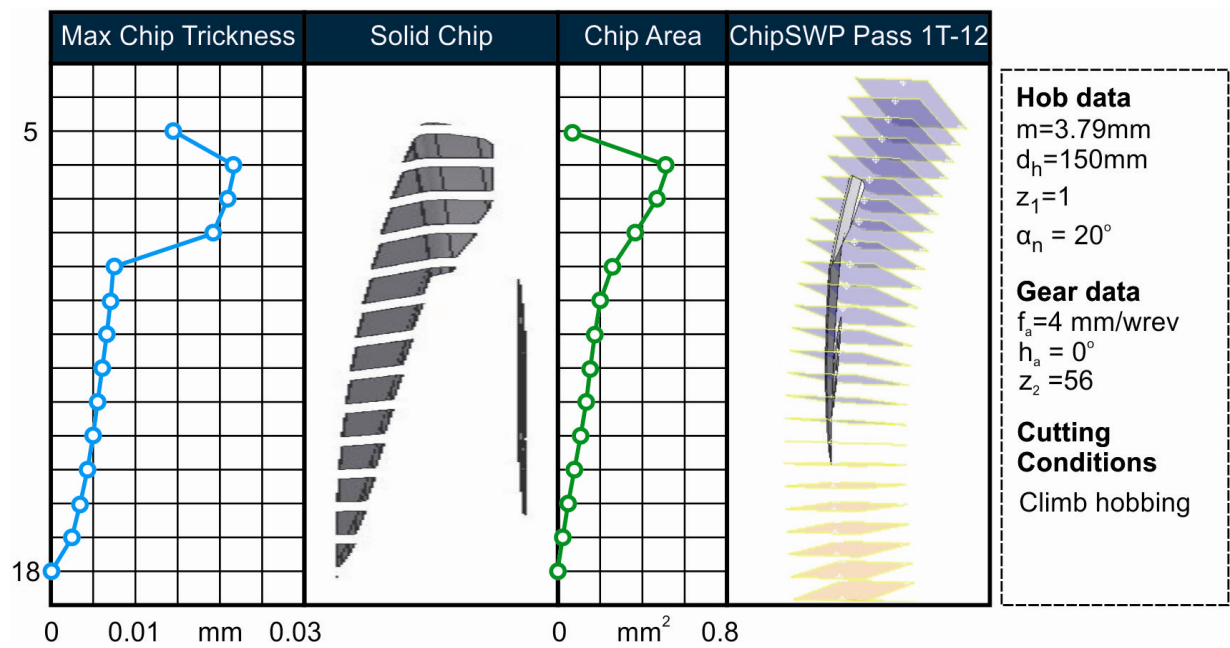 Max Chip Trickness
Solid Chip
Chip Area
ChipSWP Pass 1T-12
5
18
0 0.01 mm 0.03
0 mm² 0.8
Hob data
m=3.79mm
dₕ=150mm
z₁=1
αₙ = 20°
Gear data
fₐ=4 mm/wrev
hₐ = 0°
z₂ =56
Cutting
Conditions
Climb hobbing